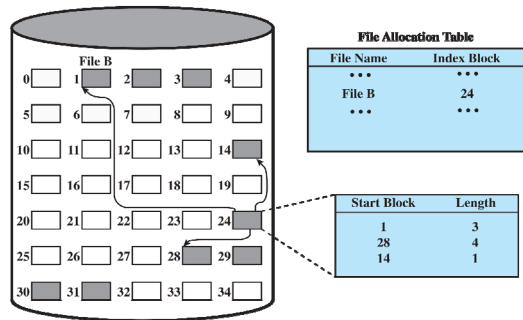 File Allocation Table
File Name Index Block
••• •••
File B 24
••• •••
File B
0 1 2 3 4
5 6 7 8 9
10 11 12 13 14
15 16 17 18 19
20 21 22 23 24
25 26 27 28 29
30 31 32 33 34
Start Block Length
1 3
28 4
14 1